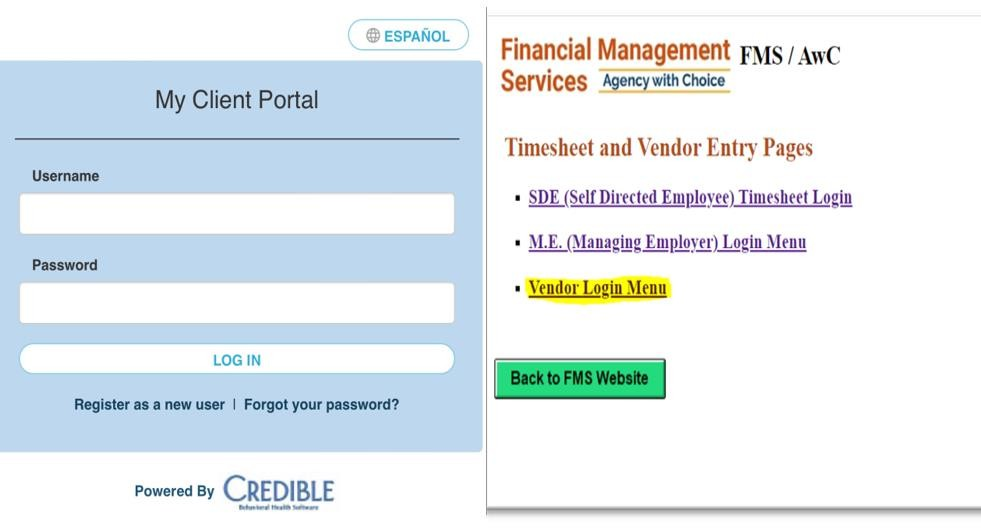 ESPAÑOL
My Client Portal
Username
Password
LOG IN
Register as a new user | Forgot your password?
Powered By CREDIBLE
Behavioral Health Software
Financial Management
Services Agency with Choice
FMS / AwC
Timesheet and Vendor Entry Pages
SDE (Self Directed Employee) Timesheet Login
M.E. (Managing Employer) Login Menu
Vendor Login Menu
Back to FMS Website